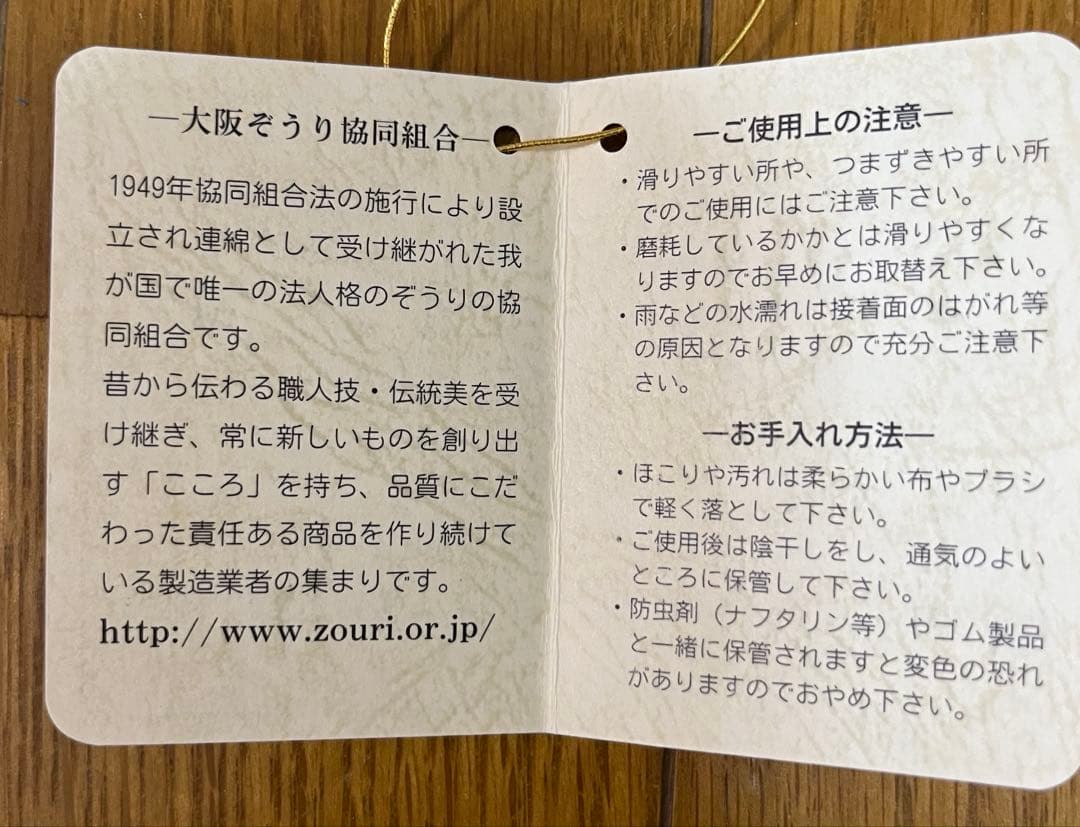 ―大阪ぞうり協同組合―
1949年協同組合法の施行により設
立され連綿として受け継がれた我
が国で唯一の法人格のぞうりの協
同組合です。
昔から伝わる職人技・伝統美を受
け継ぎ、常に新しいものを創り出
す「こころ」を持ち、品質にこだ
わった責任ある商品を作り続けて
いる製造業者の集まりです。
http://www.zouri.or.jp/
―ご使用上の注意―
・滑りやすい所や、つまずきやすい所
でのご使用にはご注意下さい。
・磨耗しているかかとは滑りやすくな
りますのでお早めにお取替え下さい。
・雨などの水濡れは接着面のはがれ等
の原因となりますので充分ご注意下
さい。
―お手入れ方法―
・ほこりや汚れは柔らかい布やブラシ
で軽く落として下さい。
・ご使用後は陰干しをし、通気のよい
ところに保管して下さい。
・防虫剤（ナフタリン等）やゴム製品
と一緒に保管されますと変色の恐れ
がありますのでおやめ下さい。